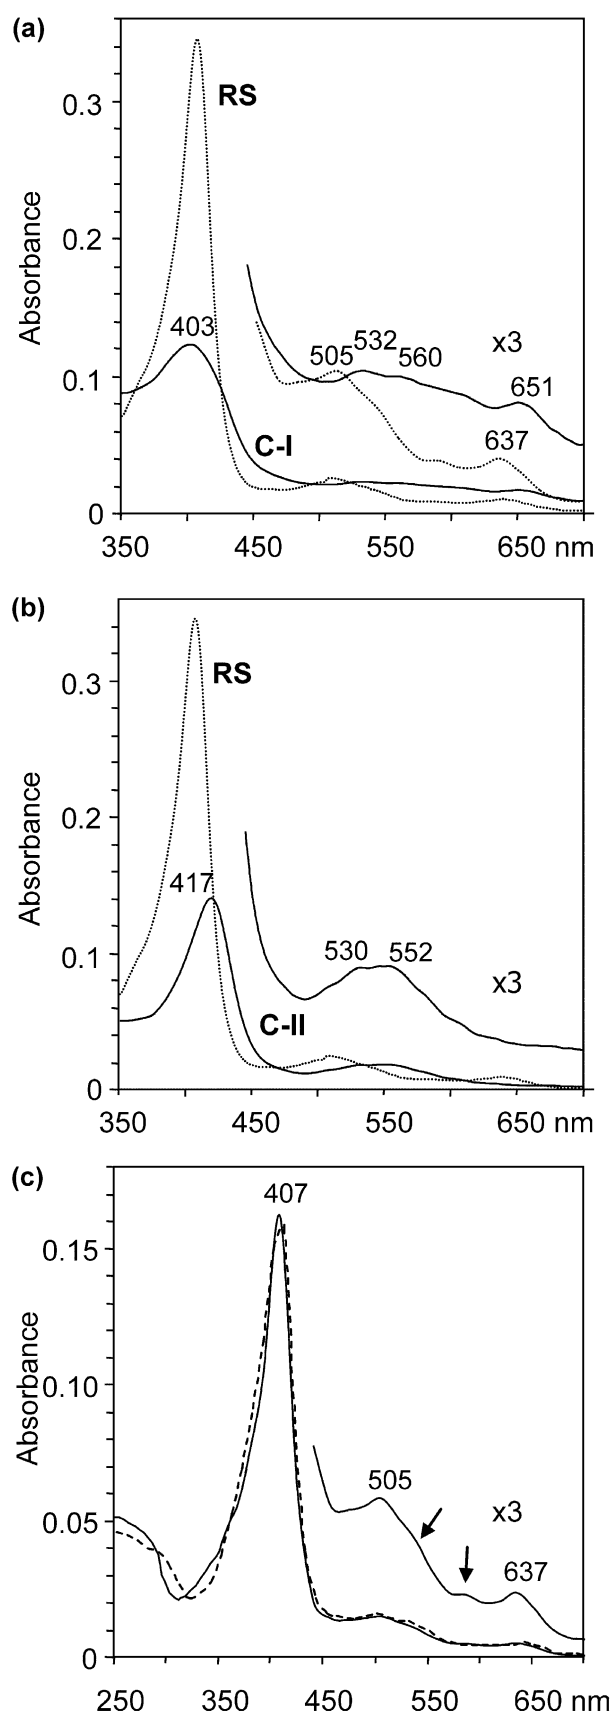 (a)
RS
0.3
Absorbance
0.2
403
532
505
560
x3
651
0.1
C-I
637
0
350 450 550 650 nm
(b)
RS
0.3
Absorbance
0.2
417
530 552
0.1
x3
C-II
0
350 450 550 650 nm
(c)
407
0.15
Absorbance
0.10
505
x3
0.05
637
0
250 350 450 550 650 nm